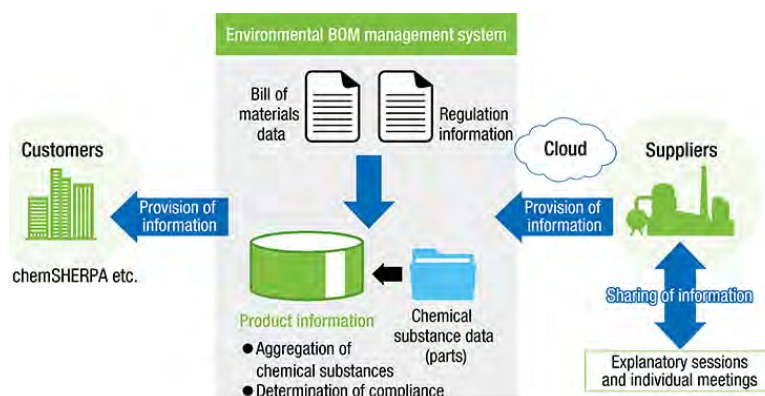 Environmental BOM management system
Bill of
materials
data
Regulation
information
Customers
Cloud
Suppliers
Provision of
information
Provision of
information
chemSHERPA etc.
Sharing of information
Product information
Chemical
substance data
(parts)
● Aggregation of
chemical substances
● Determination of compliance
Explanatory sessions
and individual meetings